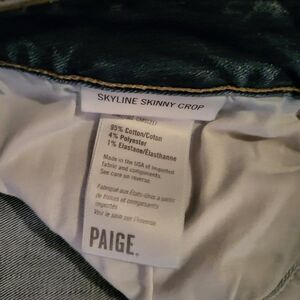 SKYLINE SKINNY CROP
95% Cotton/Coton
4% Polyester
1% Elastane/Élasthanne
Made in the USA of imported
fabric and components.
See care on reverse.
Fabriqué aux États-Unis à partir
de tissus et composants
importés
Voir le soin sur l'inverse.
PAIGE.